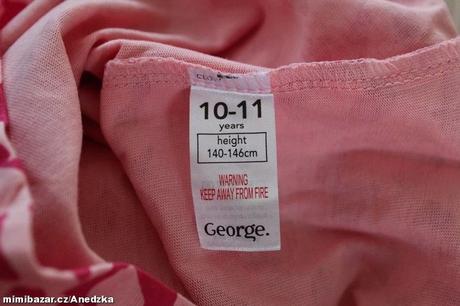 10-11
years
height
140-146cm
WARNING
KEEP AWAY FROM FIRE
George.
mimibazar.cz/Anedzka